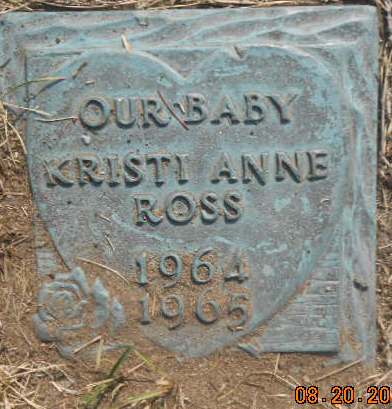 OUR BABY
KRISTI ANNE
ROSS
1964
1965
08.20.20